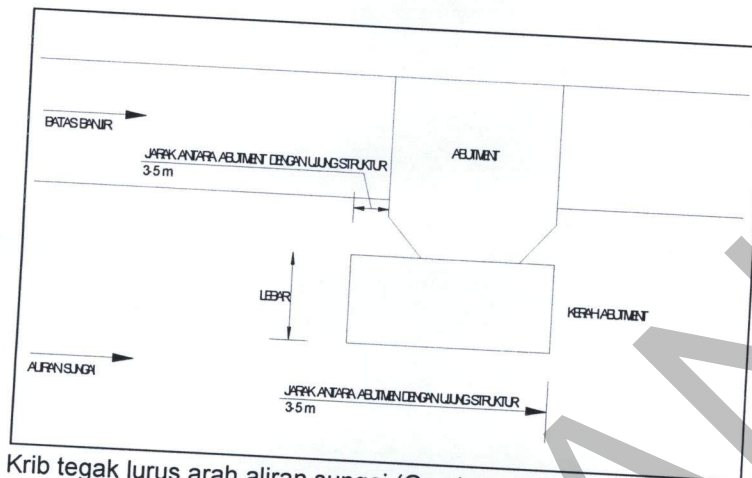 BATAS BANJIR
JARAK ANTARA ABUTMENT DENGAN UJUNG STRUKTUR
3-5 m
ABUTMENT
LEBAR
KERAH ABUTMENT
ALIRAN SUNGAI
JARAK ANTARA ABUTMEN DENGAN UJUNG STRUKTUR
3-5 m
Krib tegak lurus arah aliran sungai